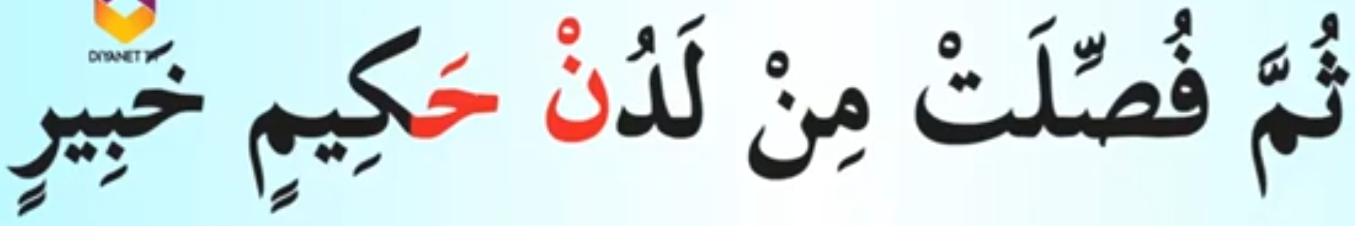 DIYANET TV
ثُمَّ فُصِّلَتْ مِنْ لَدُنْ حَكِيمٍ خَبِيرٍ